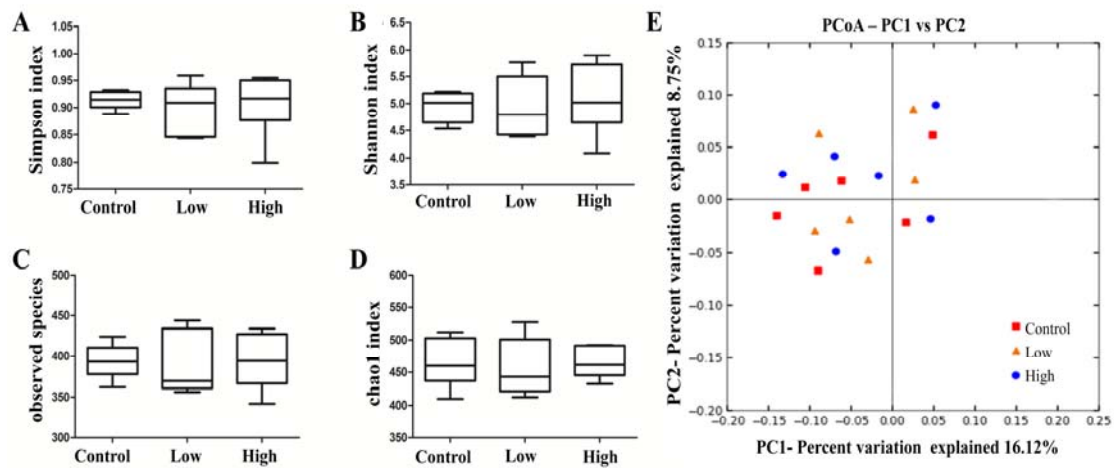 A
Simpson index
1.05
1.00
0.95
0.90
0.85
0.80
0.75
Control Low High
B
Shannon index
6.5
6.0
5.5
5.0
4.5
4.0
3.5
Control Low High
C
observed species
500
450
400
350
300
Control Low High
D
chao1 index
600
550
500
450
400
350
Control Low High
E
PCoA – PC1 vs PC2
PC2- Percent variation explained 8.75%
0.15
0.10
0.05
0.00
−0.05
−0.10
−0.15
−0.20
−0.20 −0.15 −0.10 −0.05 0.00 0.05 0.10 0.15
Control
Low
High
PC1- Percent variation explained 16.12%